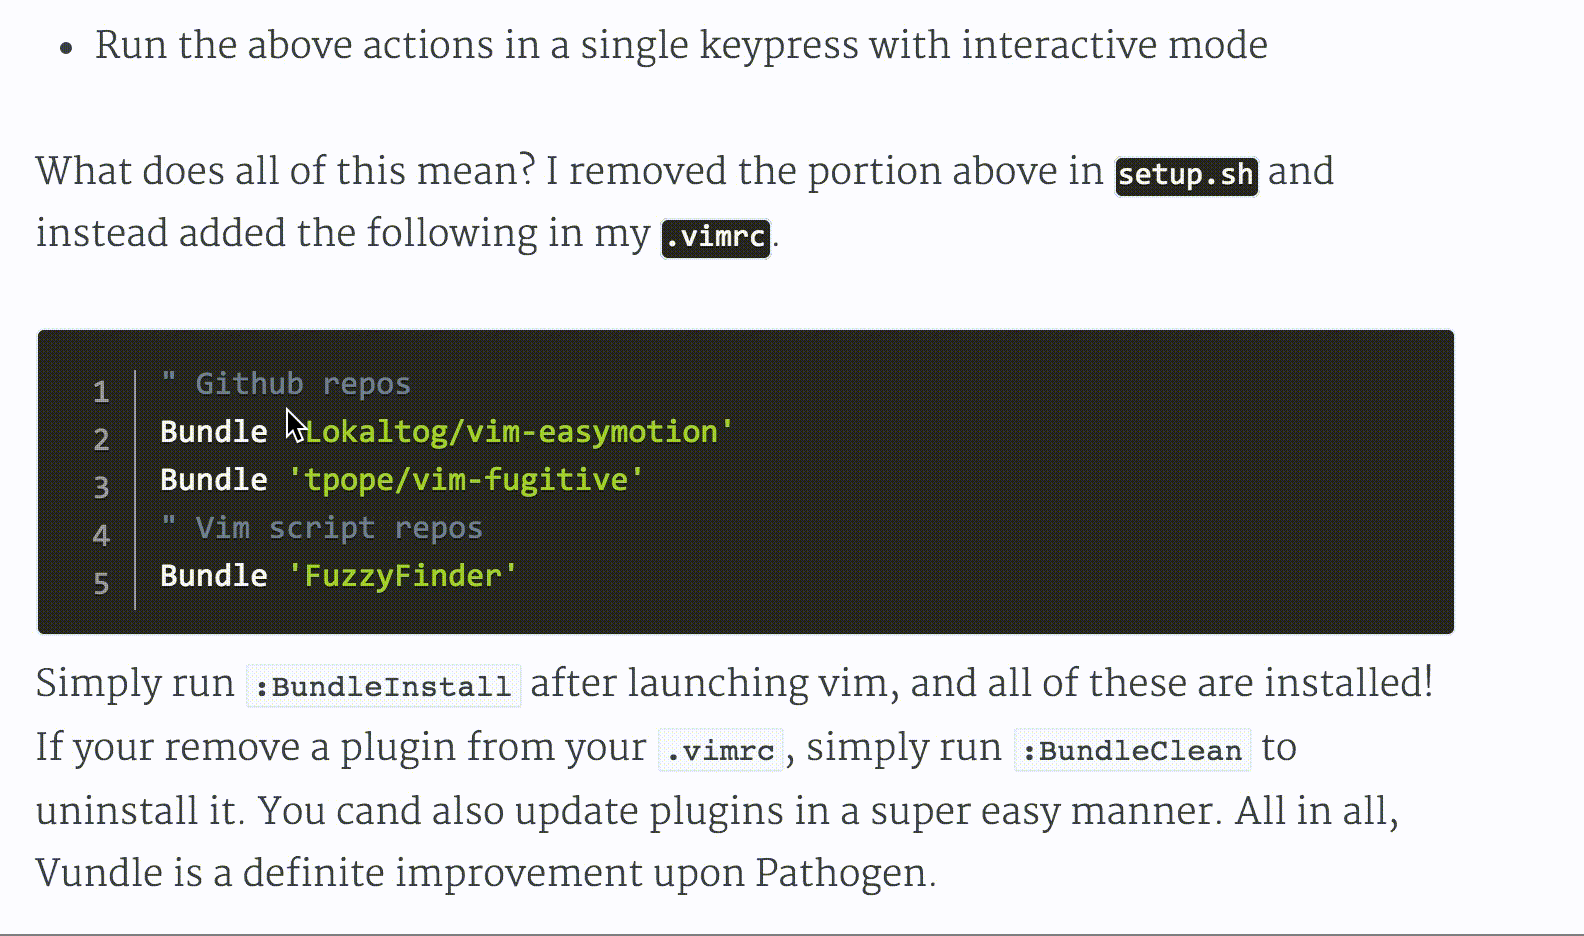 • Run the above actions in a single keypress with interactive mode
What does all of this mean? I removed the portion above in setup.sh and
instead added the following in my .vimrc.
1 " Github repos
2 Bundle 'Lokaltog/vim-easymotion'
3 Bundle 'tpope/vim-fugitive'
4 " Vim script repos
5 Bundle 'FuzzyFinder'
Simply run :BundleInstall after launching vim, and all of these are installed!
If your remove a plugin from your .vimrc, simply run :BundleClean to
uninstall it. You cand also update plugins in a super easy manner. All in all,
Vundle is a definite improvement upon Pathogen.